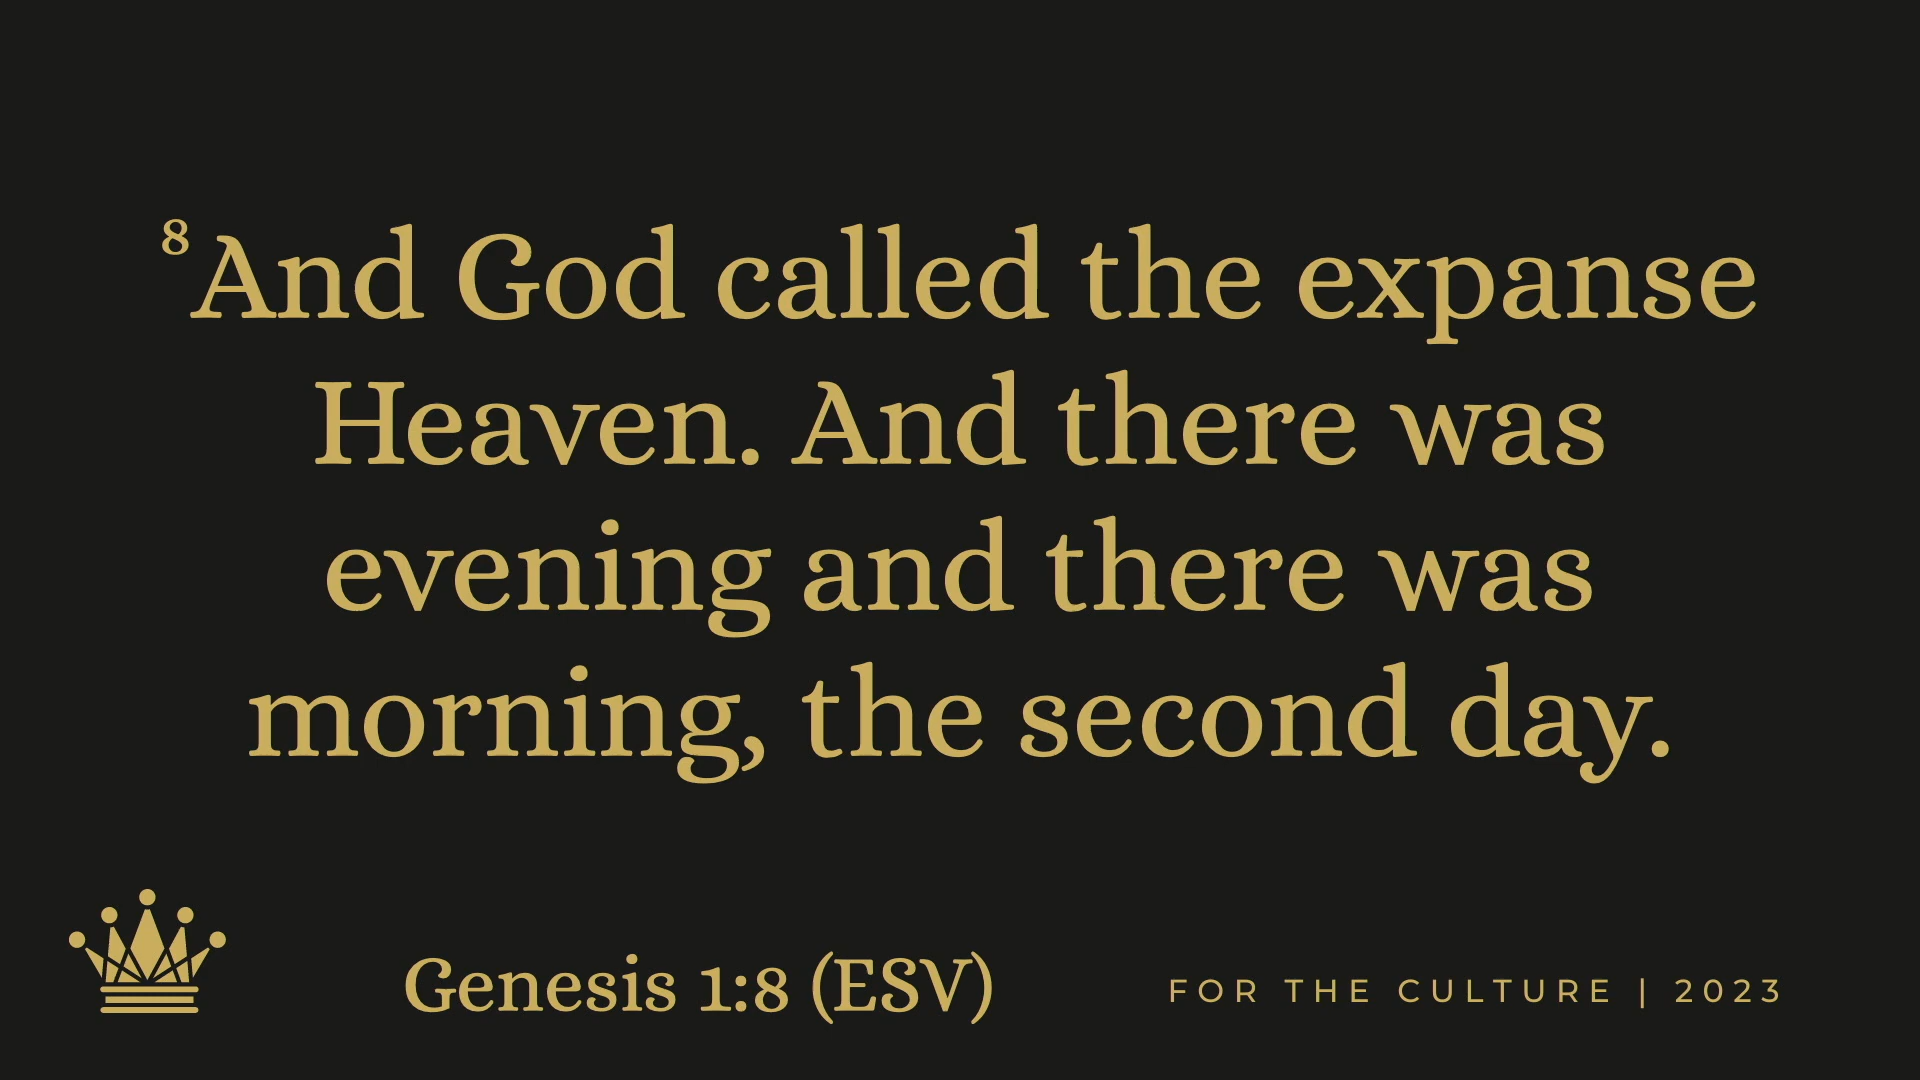 ⁸And God called the expanse
Heaven. And there was
evening and there was
morning, the second day.
Genesis 1:8 (ESV)
FOR THE CULTURE | 2023